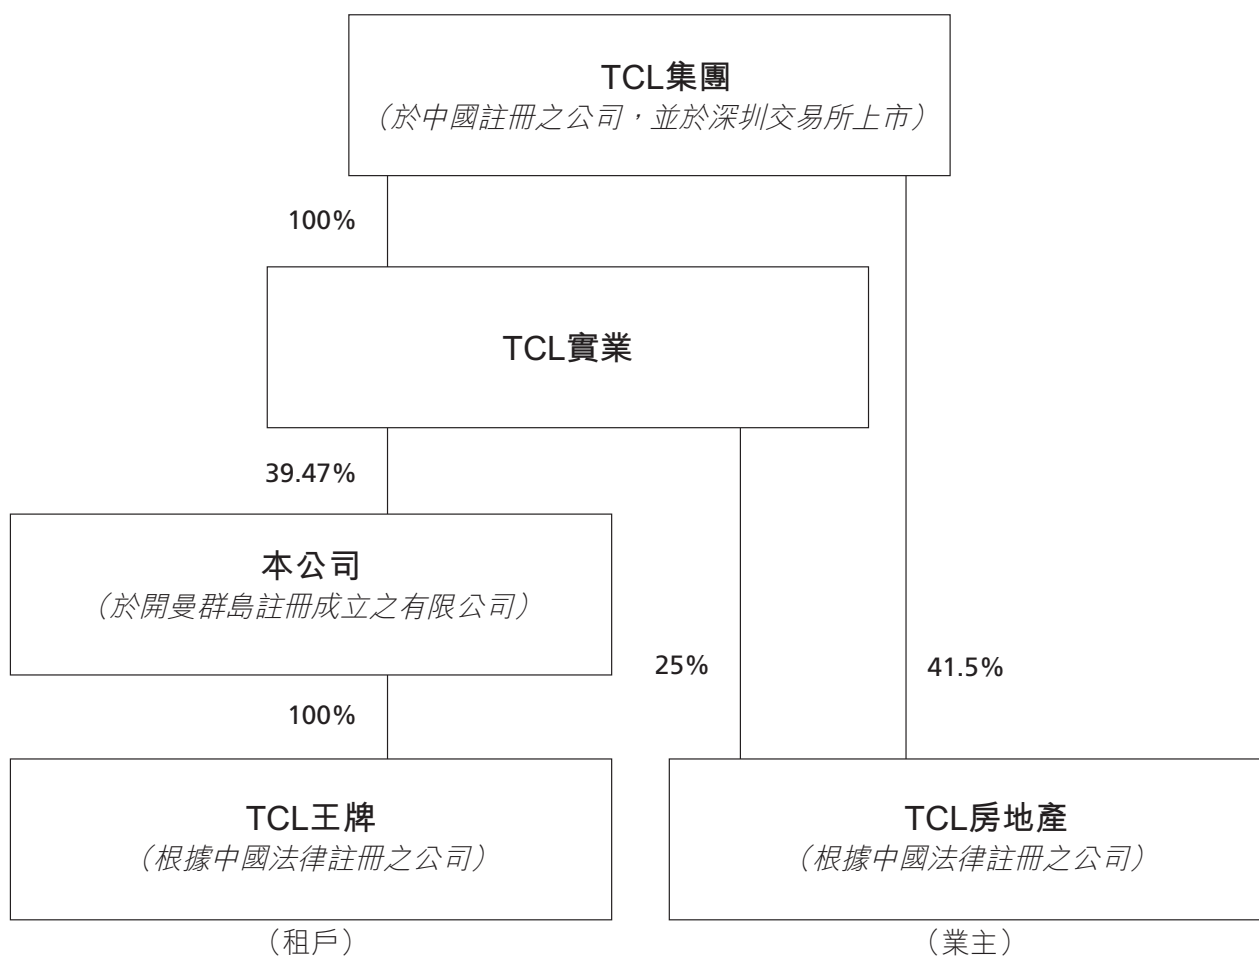 TCL集團
（於中國註冊之公司，並於深圳交易所上市）
100%
TCL實業
39.47%
本公司
（於開曼群島註冊成立之有限公司）
25%
41.5%
100%
TCL王牌
（根據中國法律註冊之公司）
TCL房地產
（根據中國法律註冊之公司）
（租戶）
（業主）